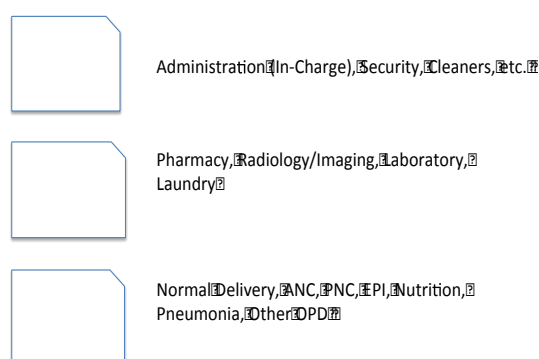 Administration (In-Charge), Security, Cleaners, etc.
Pharmacy, Radiology/Imaging, Laboratory,
Laundry
Normal Delivery, ANC, PNC, EPI, Nutrition,
Pneumonia, Other OPD